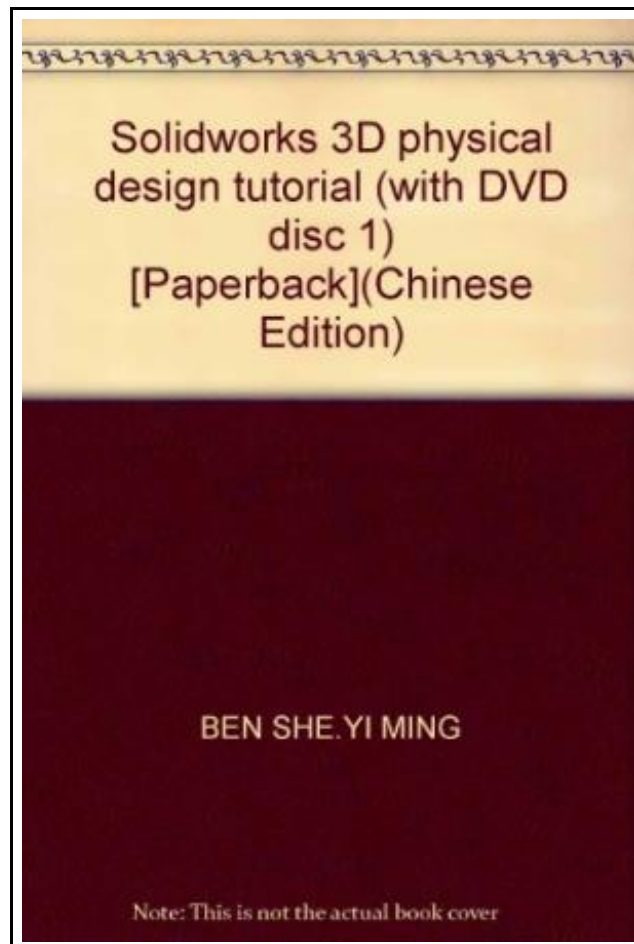 Solidworks 3D physical
design tutorial (with DVD
disc 1)
[Paperback](Chinese
Edition)
BEN SHE.YI MING
Note: This is not the actual book cover